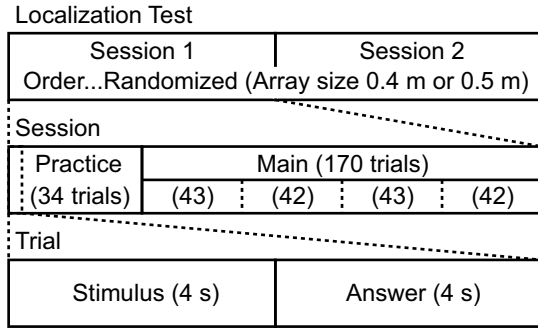 Localization Test
Session 1 Session 2
Order...Randomized (Array size 0.4 m or 0.5 m)
Session
Practice Main (170 trials)
(34 trials) (43) (42) (43) (42)
Trial
Stimulus (4 s) Answer (4 s)